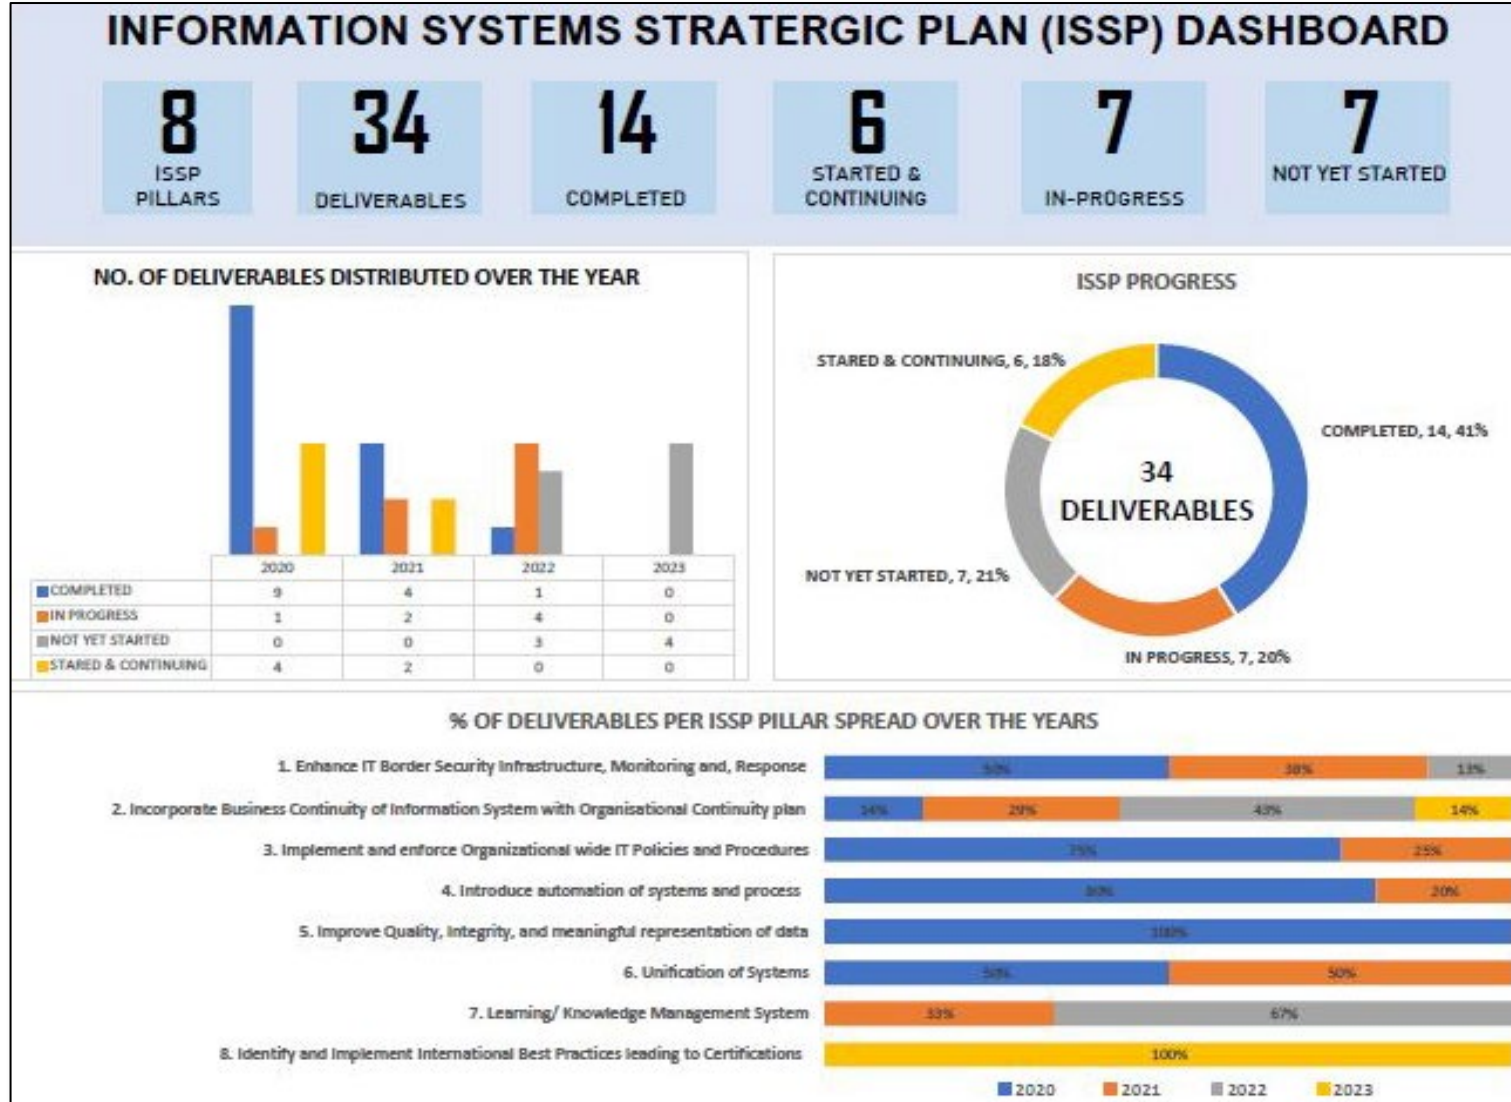 INFORMATION SYSTEMS STRATERGIC PLAN (ISSP) DASHBOARD
8
ISSP
PILLARS
34
DELIVERABLES
14
COMPLETED
6
STARTED &
CONTINUING
7
IN-PROGRESS
7
NOT YET STARTED
NO. OF DELIVERABLES DISTRIBUTED OVER THE YEAR
2020 2021 2022 2023
COMPLETED 9 4 1 0
IN PROGRESS 1 2 4 0
NOT YET STARTED 0 0 3 4
STARED & CONTINUING 4 2 0 0
ISSP PROGRESS
STARED & CONTINUING, 6, 18%
COMPLETED, 14, 41%
34
DELIVERABLES
NOT YET STARTED, 7, 21%
IN PROGRESS, 7, 20%
% OF DELIVERABLES PER ISSP PILLAR SPREAD OVER THE YEARS
1. Enhance IT Border Security Infrastructure, Monitoring and, Response 50% 38% 13%
2. Incorporate Business Continuity of Information System with Organisational Continuity plan 14% 29% 43% 14%
3. Implement and enforce Organizational wide IT Policies and Procedures 75% 25%
4. Introduce automation of systems and process 80% 20%
5. Improve Quality, Integrity, and meaningful representation of data 100%
6. Unification of Systems 50% 50%
7. Learning/ Knowledge Management System 33% 67%
8. Identify and Implement International Best Practices leading to Certifications 100%
2020 2021 2022 2023